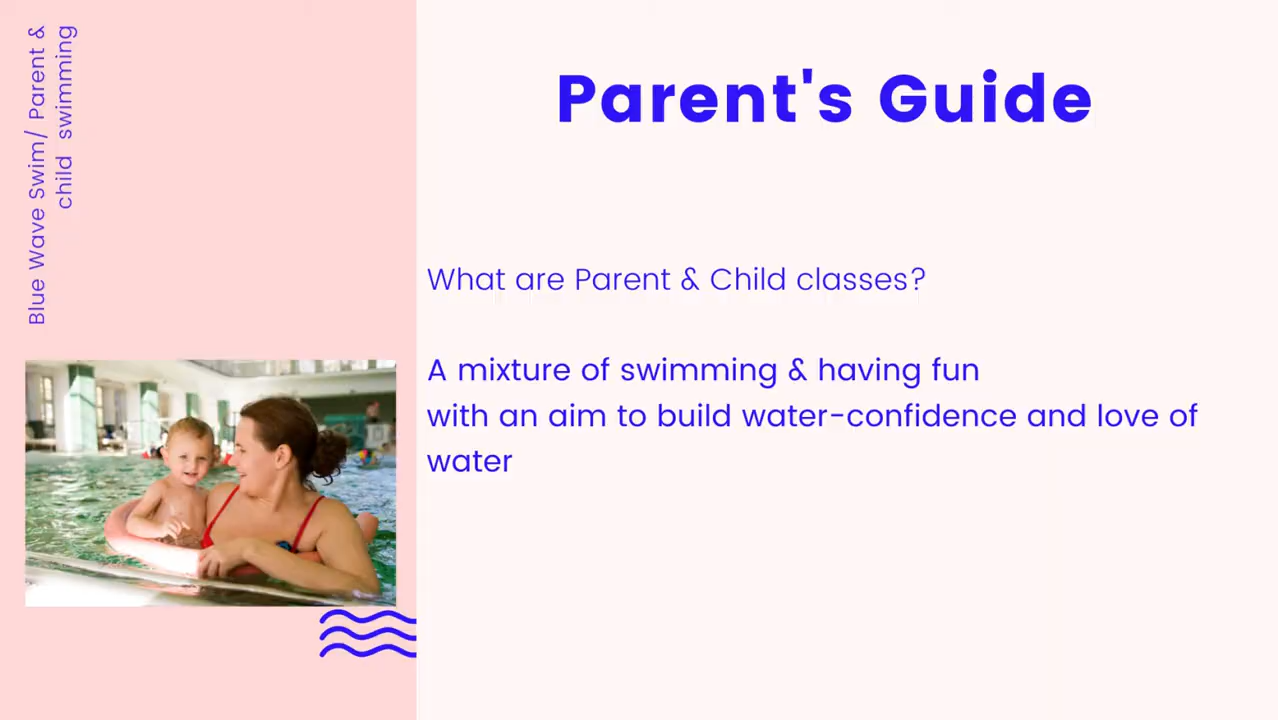 Blue Wave Swim/ Parent &
child swimming
Parent's Guide
What are Parent & Child classes?
A mixture of swimming & having fun
with an aim to build water-confidence and love of
water